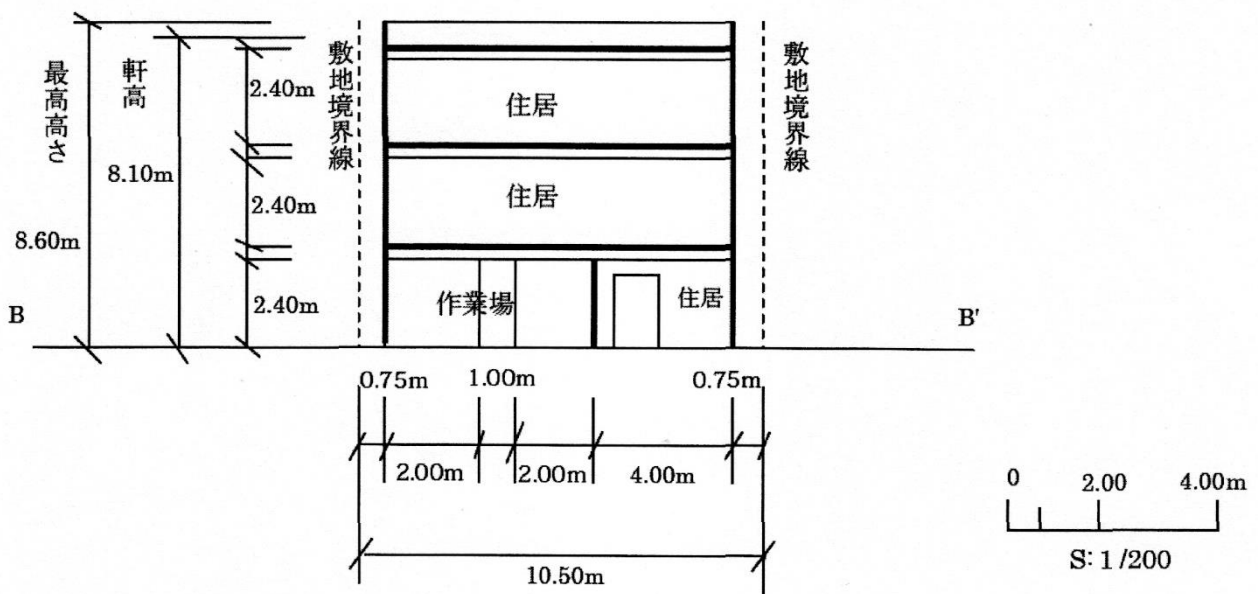 最高高さ
軒高
敷地境界線
敷地境界線
2.40m
住居
8.10m
2.40m
住居
8.60m
2.40m
作業場
住居
B
B'
0.75m
1.00m
0.75m
2.00m
2.00m
4.00m
10.50m
0
2.00
4.00m
S: 1/200